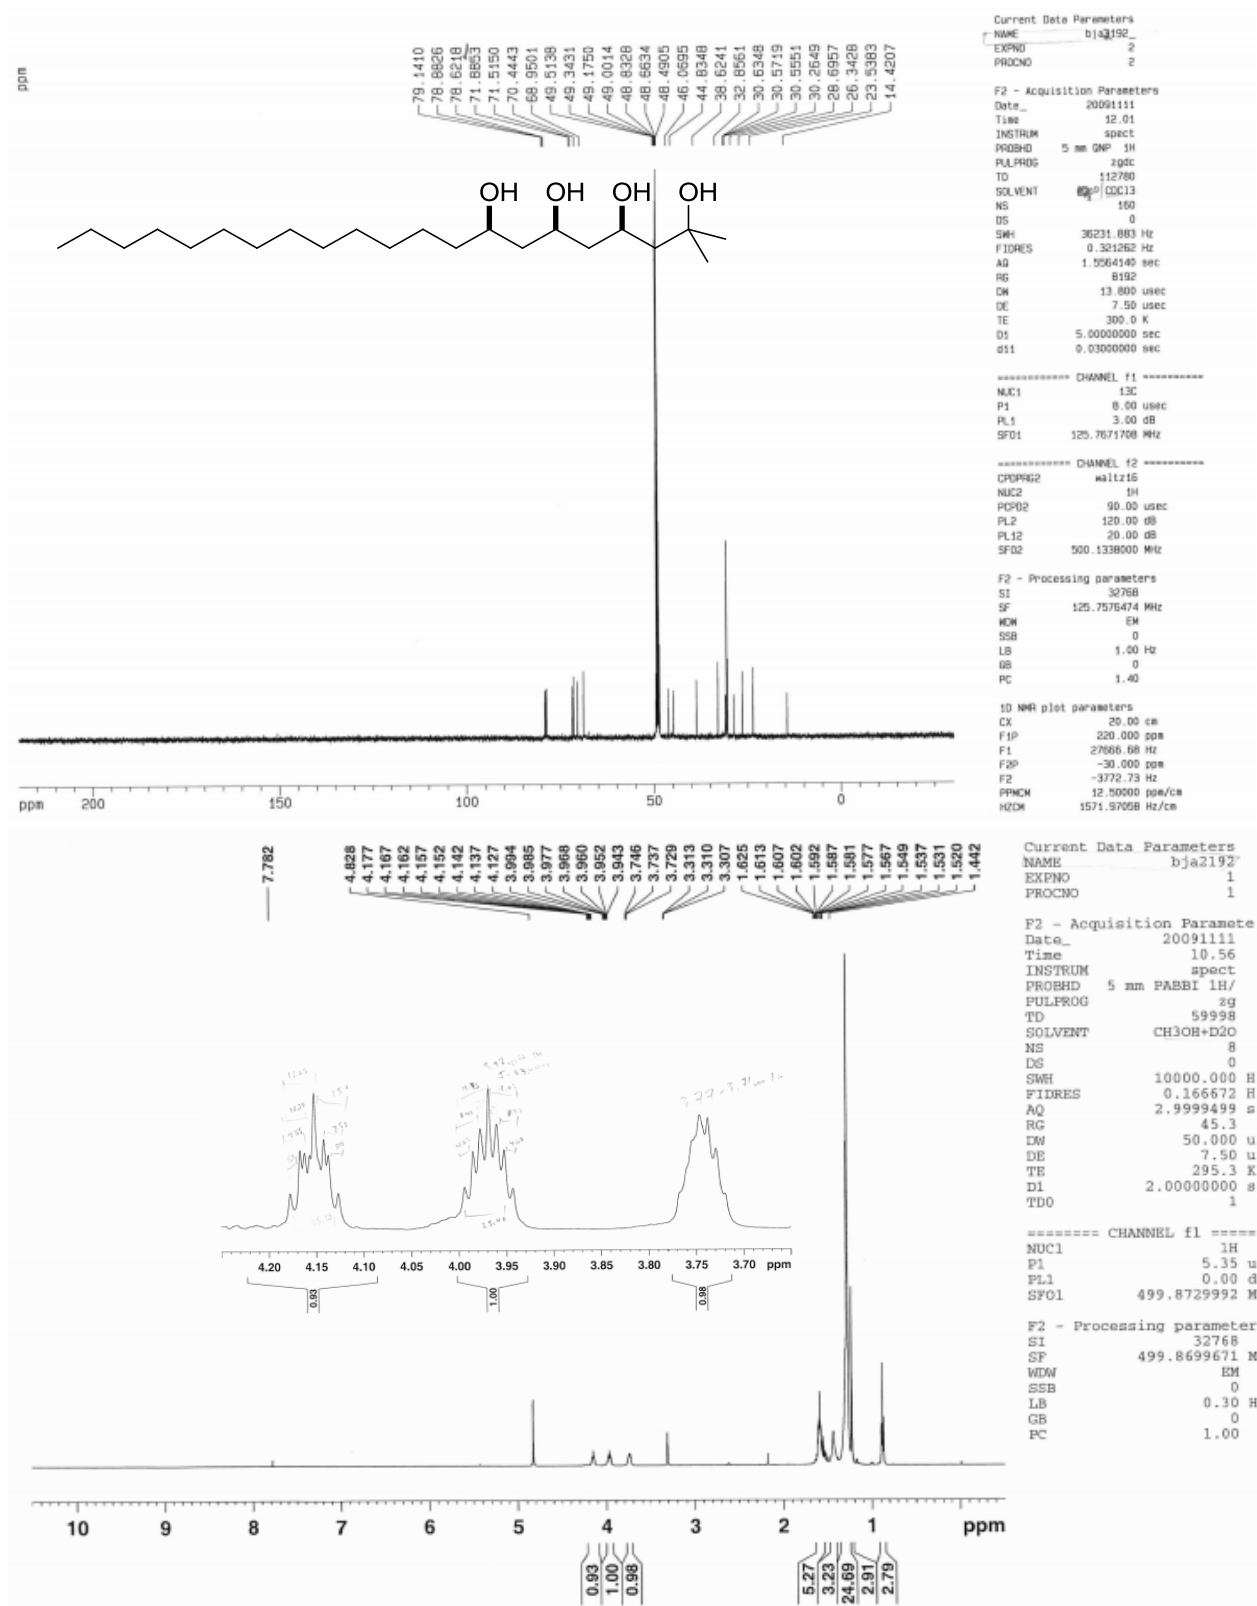 ppm
79.1410
78.8826
78.6218
71.8853
71.5150
70.4443
68.9501
49.5138
49.3431
49.1750
49.0014
48.8328
48.6634
48.4905
46.0695
44.8348
38.6241
32.8561
30.6348
30.5719
30.5551
30.2649
28.6957
26.3428
23.5383
14.4207
OH OH OH OH
ppm 200 150 100 50 0
Current Data Parameters
NAME
EXPNO 2
PROCNO 2
F2 - Acquisition Parameters
Date_ 20091111
Time 12.01
INSTRUM spect
PROBHD 5 mm QNP 1H
PULPROG zgdc
TD 112780
SOLVENT CDCl3
NS 160
DS 0
SWH 36231.883 Hz
FIDRES 0.321262 Hz
AQ 1.5564140 sec
RG 8192
DW 13.800 usec
DE 7.50 usec
TE 300.0 K
D1 5.00000000 sec
d11 0.03000000 sec
============ CHANNEL f1 ==========
NUC1 13C
P1 8.00 usec
PL1 3.00 dB
SFO1 125.7671708 MHz
============ CHANNEL f2 ==========
CPDPRG2 waltz16
NUC2 1H
PCPD2 90.00 usec
PL2 120.00 dB
PL12 20.00 dB
SFO2 500.1338000 MHz
F2 - Processing parameters
SI 32768
SF 125.7576474 MHz
WDW EM
SSB 0
LB 1.00 Hz
GB 0
PC 1.40
1D NMR plot parameters
CX 20.00 cm
F1P 220.000 ppm
F1 27666.68 Hz
F2P -30.000 ppm
F2 -3772.73 Hz
PPMCM 12.50000 ppm/cm
HZCM 1571.97058 Hz/cm
7.782
4.828
4.177
4.167
4.162
4.157
4.152
4.142
4.137
4.127
3.994
3.985
3.977
3.968
3.960
3.952
3.943
3.746
3.737
3.729
3.313
3.310
3.307
1.625
1.613
1.607
1.602
1.592
1.587
1.581
1.577
1.567
1.549
1.537
1.531
1.520
1.442
4.20 4.15 4.10 4.05 4.00 3.95 3.90 3.85 3.80 3.75 3.70 ppm
0.93 1.00 0.98
10 9 8 7 6 5 4 3 2 1 ppm
0.93 1.00 0.98 5.27 3.23 24.69 2.91 2.79
Current Data Parameters
NAME bja2192
EXPNO 1
PROCNO 1
F2 - Acquisition Paramete
Date_ 20091111
Time 10.56
INSTRUM spect
PROBHD 5 mm PABBI 1H/
PULPROG zg
TD 59998
SOLVENT CH3OH+D2O
NS 8
DS 0
SWH 10000.000 H
FIDRES 0.166672 H
AQ 2.9999499 s
RG 45.3
DW 50.000 u
DE 7.50 u
TE 295.3 K
D1 2.00000000 s
TD0 1
======== CHANNEL f1 =====
NUC1 1H
P1 5.35 u
PL1 0.00 d
SFO1 499.8729992 M
F2 - Processing parameter
SI 32768
SF 499.8699671 M
WDW EM
SSB 0
LB 0.30 H
GB 0
PC 1.00